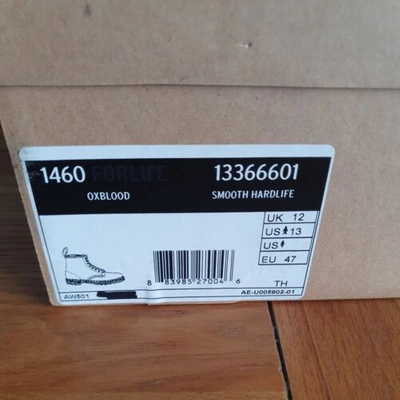 1460 FORLIFE 13366601
OXBLOOD SMOOTH HARDLIFE
UK 12
US 13
US
EU 47
8 83985 27004 6
TH
AW501
AE-U005902-01